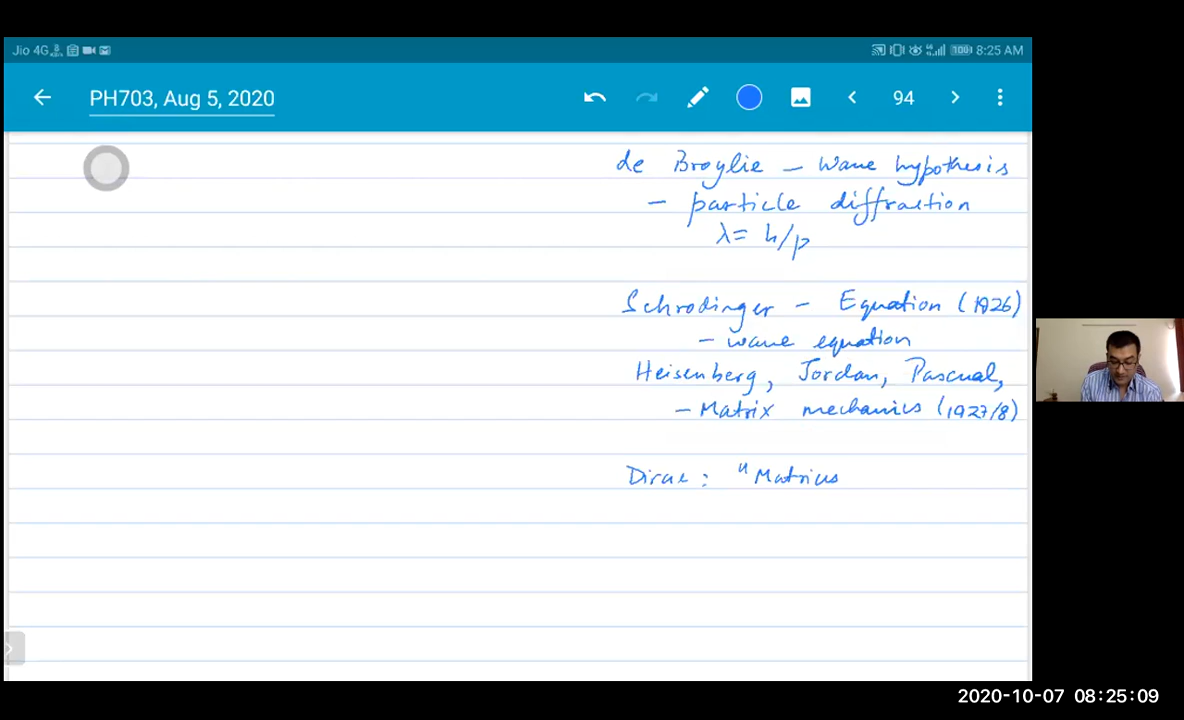 Jio 4G 8:25 AM
PH703, Aug 5, 2020 94
de Broglie - Wave hypothesis
- particle diffraction
λ= h/p
Schrodinger - Equation (1926)
- wave equation
Heisenberg, Jordan, Pascual,
- Matrix mechanics (1927/8)
Dirac: "Matrices
2020-10-07 08:25:09